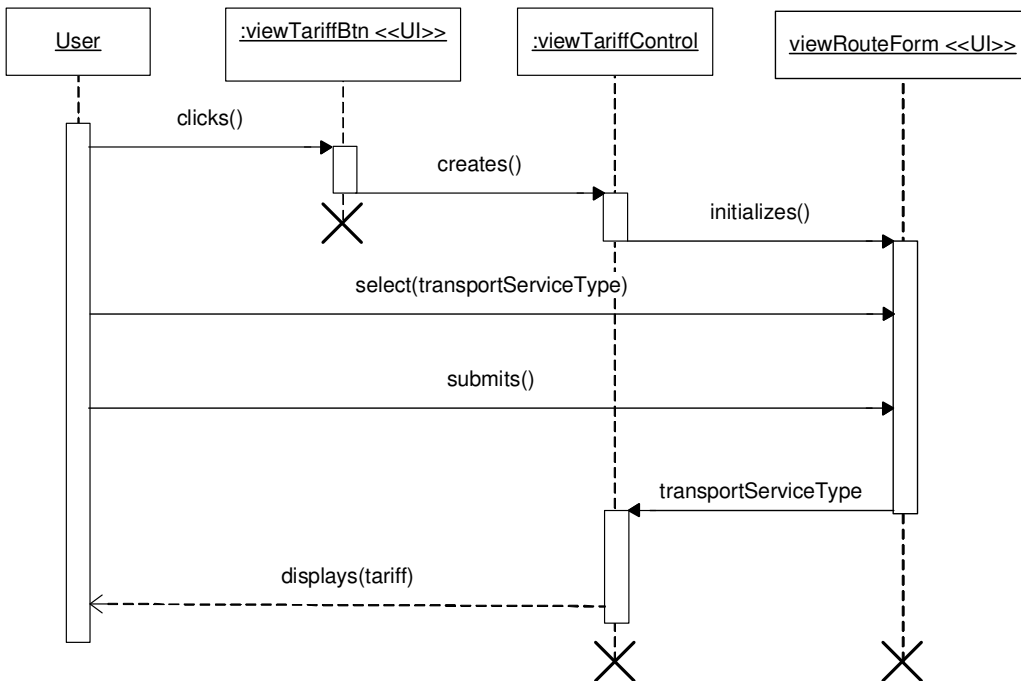 User
:viewTariffBtn <<UI>>
:viewTariffControl
viewRouteForm <<UI>>
clicks()
creates()
initializes()
select(transportServiceType)
submits()
transportServiceType
displays(tariff)